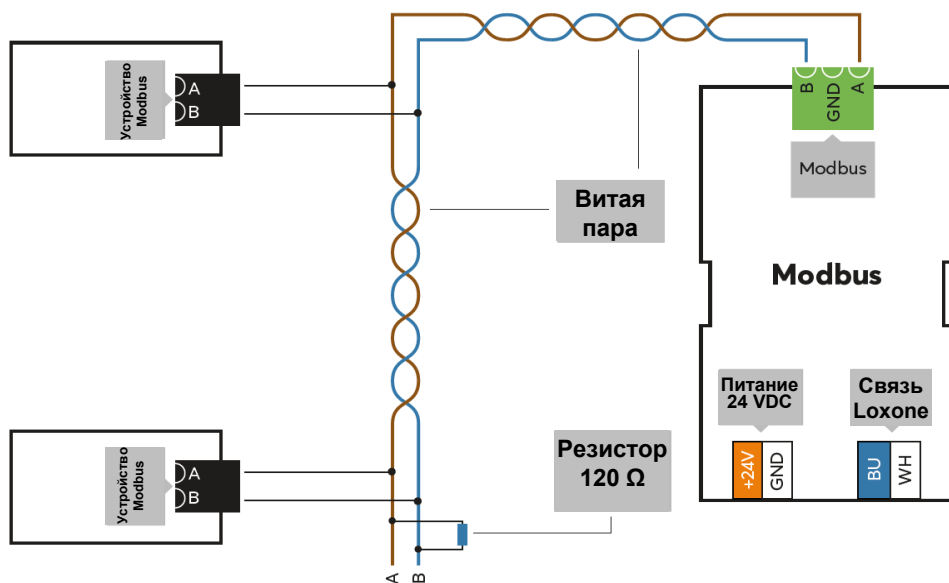 B
GND
A
Modbus
Устройство
Modbus
A
B
Витая
пара
Modbus
Питание
24 VDC
Связь
Loxone
+24V
GND
BU
WH
Резистор
120 Ω
Устройство
Modbus
A
B
A
B